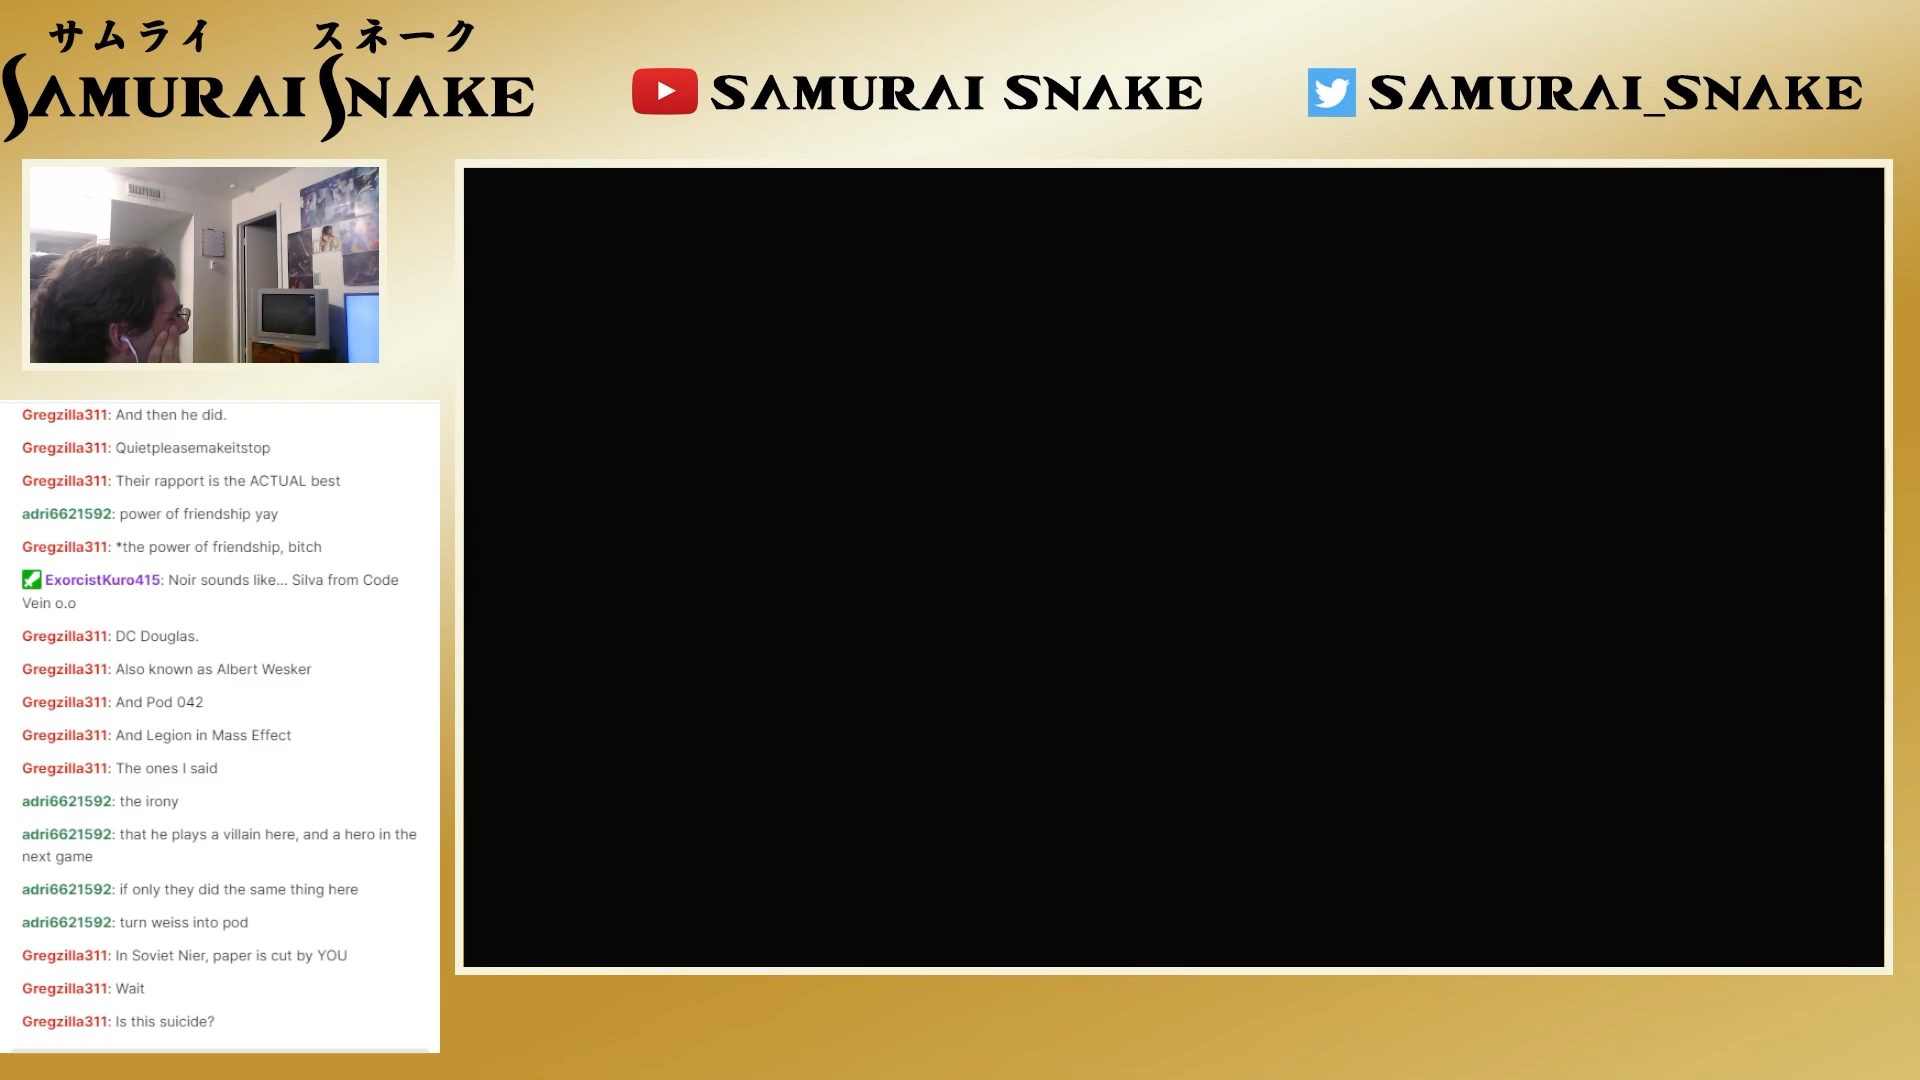 サムライ スネーク
SAMURAI SNAKE
SAMURAI SNAKE
SAMURAI_SNAKE
Gregzilla311: And then he did.
Gregzilla311: Quietpleasemakeitstop
Gregzilla311: Their rapport is the ACTUAL best
adri6621592: power of friendship yay
Gregzilla311: *the power of friendship, bitch
ExorcistKuro415: Noir sounds like... Silva from Code
Vein o.o
Gregzilla311: DC Douglas.
Gregzilla311: Also known as Albert Wesker
Gregzilla311: And Pod 042
Gregzilla311: And Legion in Mass Effect
Gregzilla311: The ones I said
adri6621592: the irony
adri6621592: that he plays a villain here, and a hero in the
next game
adri6621592: if only they did the same thing here
adri6621592: turn weiss into pod
Gregzilla311: In Soviet Nier, paper is cut by YOU
Gregzilla311: Wait
Gregzilla311: Is this suicide?